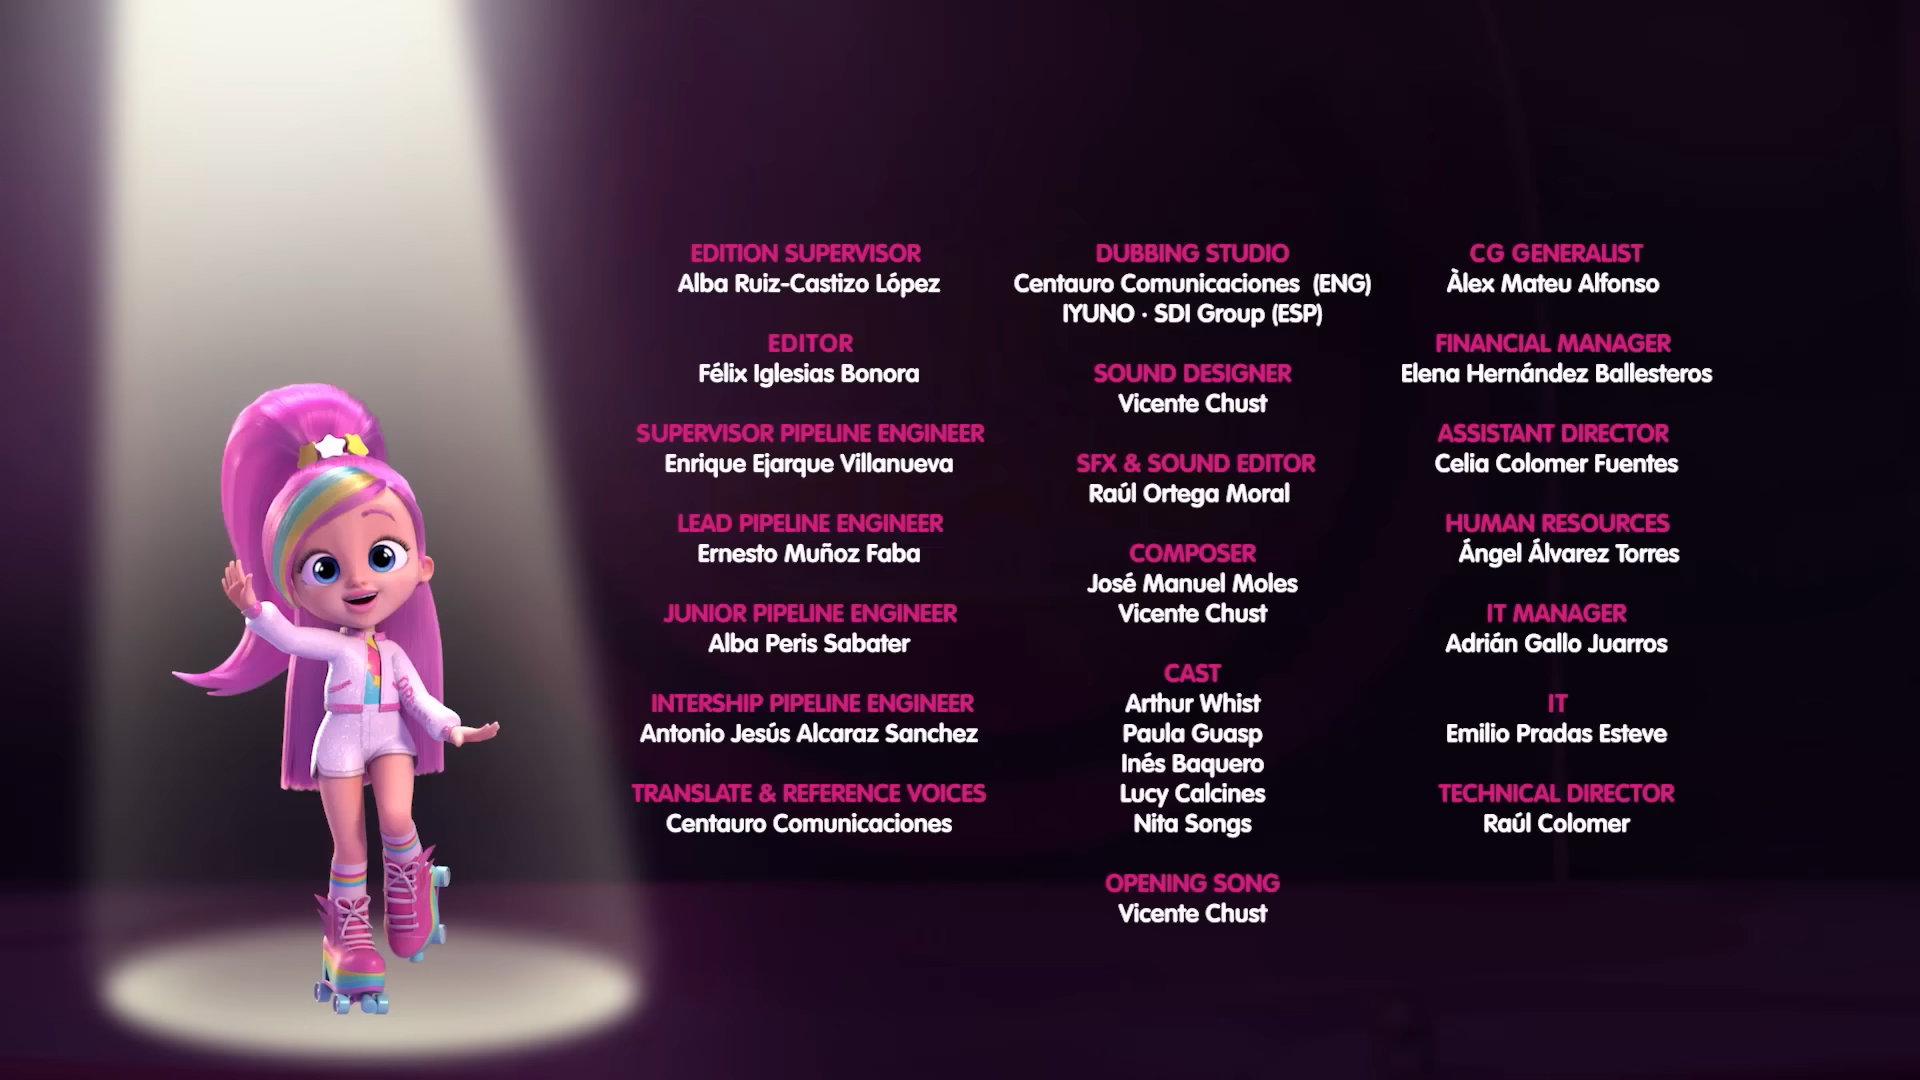 EDITION SUPERVISOR
Alba Ruiz-Castizo López
EDITOR
Félix Iglesias Bonora
SUPERVISOR PIPELINE ENGINEER
Enrique Ejarque Villanueva
LEAD PIPELINE ENGINEER
Ernesto Muñoz Faba
JUNIOR PIPELINE ENGINEER
Alba Peris Sabater
INTERSHIP PIPELINE ENGINEER
Antonio Jesús Alcaraz Sanchez
TRANSLATE & REFERENCE VOICES
Centauro Comunicaciones
DUBBING STUDIO
Centauro Comunicaciones (ENG)
IYUNO · SDI Group (ESP)
SOUND DESIGNER
Vicente Chust
SFX & SOUND EDITOR
Raúl Ortega Moral
COMPOSER
José Manuel Moles
Vicente Chust
CAST
Arthur Whist
Paula Guasp
Inés Baquero
Lucy Calcines
Nita Songs
OPENING SONG
Vicente Chust
CG GENERALIST
Àlex Mateu Alfonso
FINANCIAL MANAGER
Elena Hernández Ballesteros
ASSISTANT DIRECTOR
Celia Colomer Fuentes
HUMAN RESOURCES
Ángel Álvarez Torres
IT MANAGER
Adrián Gallo Juarros
IT
Emilio Pradas Esteve
TECHNICAL DIRECTOR
Raúl Colomer